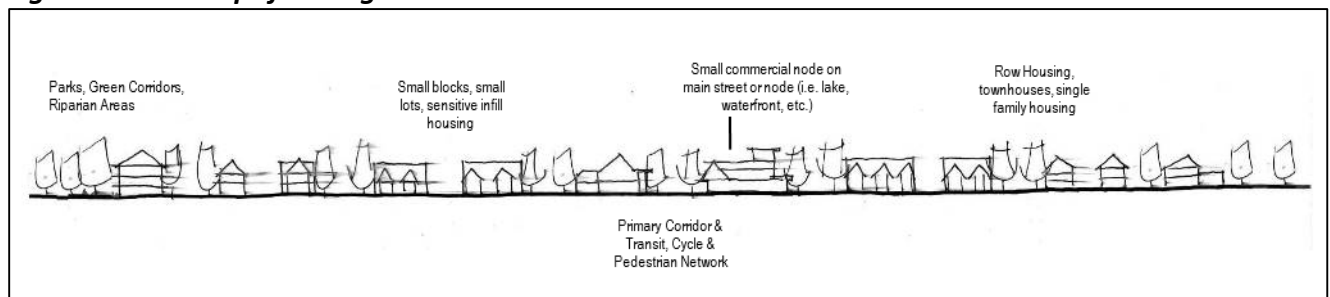 Parks, Green Corridors,
Riparian Areas
Small blocks, small
lots, sensitive infill
housing
Small commercial node on
main street or node (i.e. lake,
waterfront, etc.)
Row Housing,
townhouses, single
family housing
Primary Corridor &
Transit, Cycle &
Pedestrian Network